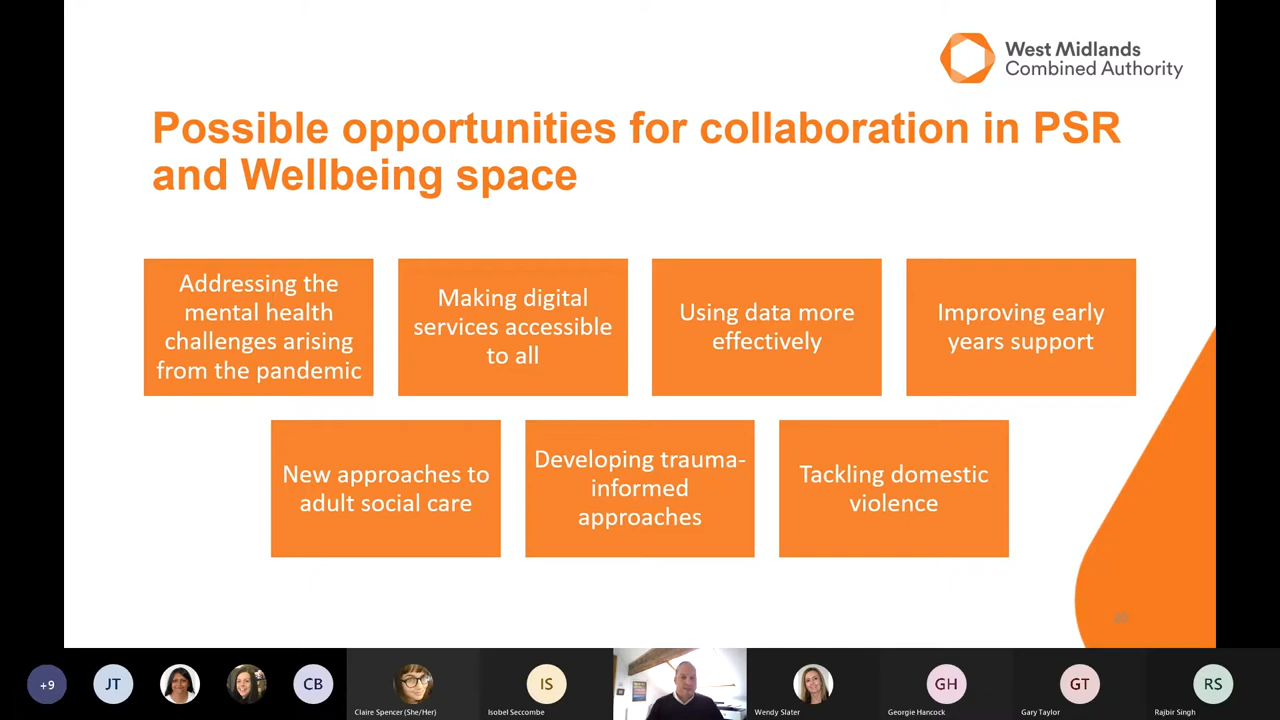 West Midlands
Combined Authority
Possible opportunities for collaboration in PSR
and Wellbeing space
Addressing the
mental health
challenges arising
from the pandemic
Making digital
services accessible
to all
Using data more
effectively
Improving early
years support
New approaches to
adult social care
Developing trauma-
informed
approaches
Tackling domestic
violence
+9
JT
CB
Claire Spencer (She/Her)
IS
Isobel Seccombe
Wendy Slater
GH
Georgie Hancock
GT
Gary Taylor
RS
Rajbir Singh